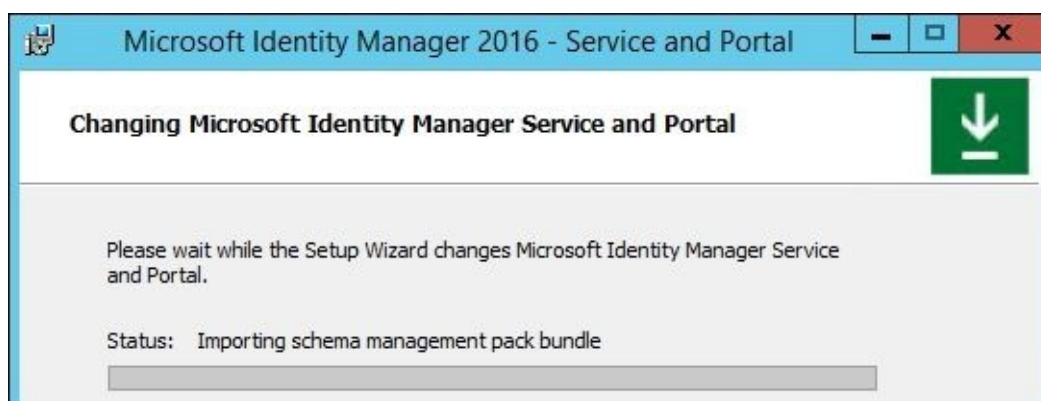 Microsoft Identity Manager 2016 - Service and Portal
Changing Microsoft Identity Manager Service and Portal
Please wait while the Setup Wizard changes Microsoft Identity Manager Service
and Portal.
Status: Importing schema management pack bundle